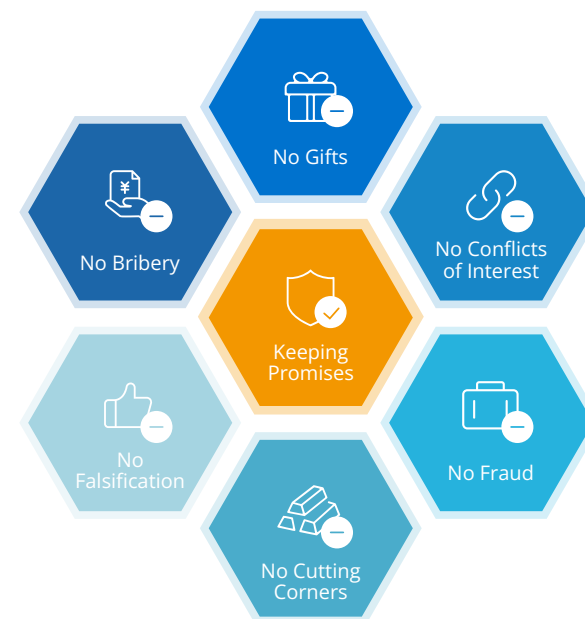 No Gifts
No Bribery
¥
No Conflicts
of Interest
Keeping
Promises
No
Falsification
No Fraud
No Cutting
Corners